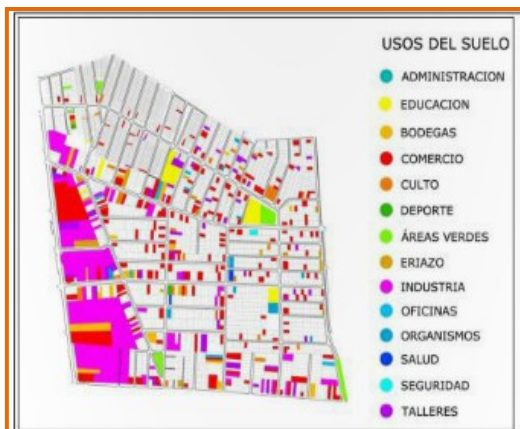 USOS DEL SUELO
ADMINISTRACION
EDUCACION
BODEGAS
COMERCIO
CULTO
DEPORTE
ÁREAS VERDES
ERIAZO
INDUSTRIA
OFICINAS
ORGANISMOS
SALUD
SEGURIDAD
TALLERES